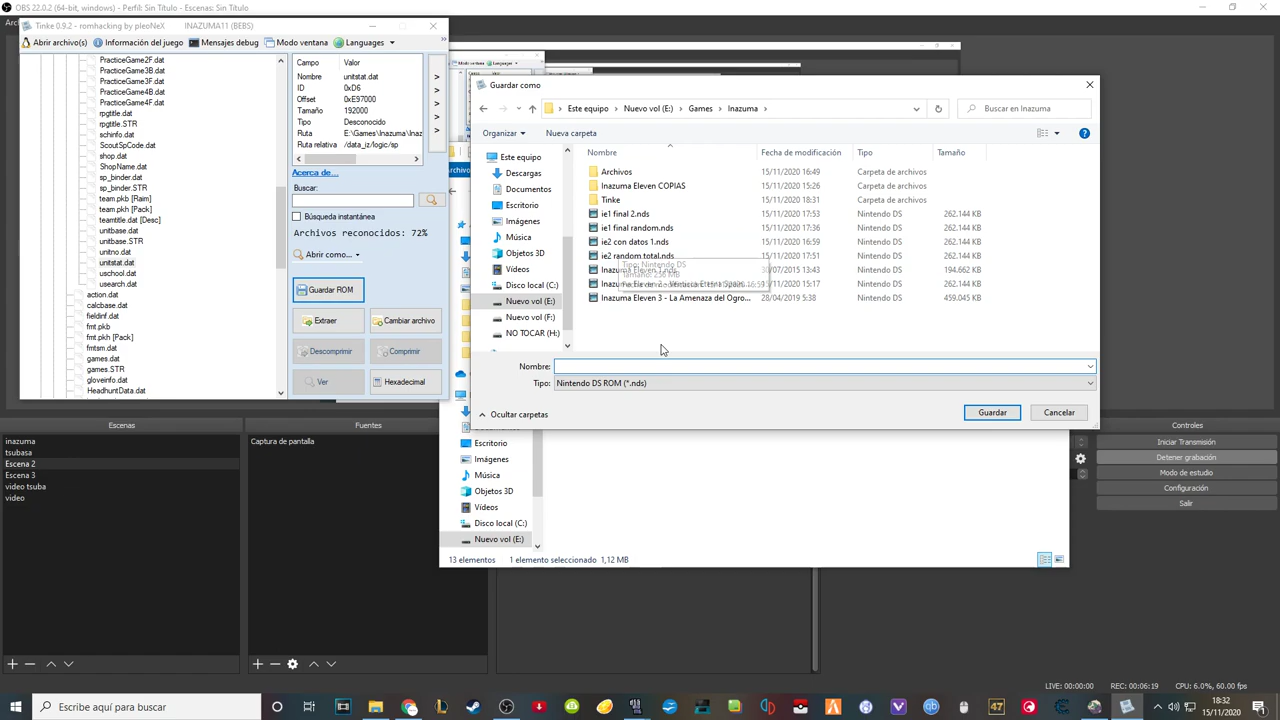 OBS 22.0.2 (64-bit, windows) - Perfil: Sin Título - Escenas: Sin Título
Tinke 0.9.2 - romhacking by pleoNeX INAZUMA11 (BEBS)
Abrir archivo(s) Información del juego Mensajes debug Modo ventana Languages
PracticeGame2F.dat
PracticeGame3B.dat
PracticeGame3F.dat
PracticeGame4B.dat
PracticeGame4F.dat
rpgtitle.dat
rpgtitle.STR
schinfo.dat
ScoutSpCode.dat
shop.dat
ShopName.dat
sp_binder.dat
sp_binder.STR
team.pkh [Raim]
team.pkb [Patys]
teamtitle.dat [Desc]
unitbase.dat
unitbase.STR
unitno.dat
unitstat.dat
uschool.dat
usearch.dat
action.dat
calcbase.dat
fieldinf.dat
fmt.pkb
fmt.pkh [Pack]
fmtsm.dat
games.dat
games.STR
gloveinfo.dat
HeadhuntData.dat
Campo Valor
Nombre unitstat.dat
ID 0xD6
Offset 0xE97000
Tamaño 192000
Tipo Desconocido
Ruta E:\Games\Inazuma\Inaz
Ruta relativa /data_iz/logic/sp
Acerca de...
Buscar:
Búsqueda instantánea
Archivos reconocidos: 72%
Abrir como...
Guardar ROM
Extraer Cambiar archivo
Descomprimir Comprimir
Ver Hexadecimal
Guardar como
Este equipo Nuevo vol (E:) Games Inazuma
Buscar en Inazuma
Organizar Nueva carpeta
Este equipo
Descargas
Documentos
Escritorio
Imágenes
Música
Objetos 3D
Vídeos
Disco local (C:)
Nuevo vol (E:)
Nuevo vol (F:)
NO TOCAR (H:)
Nombre Fecha de modificación Tipo Tamaño
Archivos 15/11/2020 16:49 Carpeta de archivos
Inazuma Eleven COPIAS 15/11/2020 15:26 Carpeta de archivos
Tinke 15/11/2020 18:31 Carpeta de archivos
ie1 final 2.nds 15/11/2020 17:53 Nintendo DS 262.144 KB
ie1 final random.nds 15/11/2020 17:36 Nintendo DS 262.144 KB
ie2 con datos 1.nds 15/11/2020 16:59 Nintendo DS 262.144 KB
ie2 random total.nds 15/11/2020 Nintendo DS 262.144 KB
Inazuma Eleven 1.nds 30/07/2015 13:43 Nintendo DS 194.662 KB
15/11/2020 15:17 Nintendo DS 262.144 KB
Inazuma Eleven 3 - La Amenaza del Ogro... 28/04/2019 5:38 Nintendo DS 459.045 KB
Tipo: Nintendo DS
Tamaño: 256 MB
Nombre:
Tipo: Nintendo DS ROM (*.nds)
Ocultar carpetas
Guardar Cancelar
Escritorio
Imágenes
Música
Objetos 3D
Vídeos
Disco local (C:)
Nuevo vol (E:)
13 elementos 1 elemento seleccionado 1,12 MB
Escenas
inazuma
tsubasa
Escena 2
Escena 3
video tsuba
video
Fuentes
Captura de pantalla
Controles
Iniciar Transmisión
Detener grabación
Modo de estudio
Configuración
Salir
LIVE: 00:00:00 REC: 00:06:19 CPU: 6.0%, 60.00 fps
Escribe aquí para buscar
47
18:32
15/11/2020